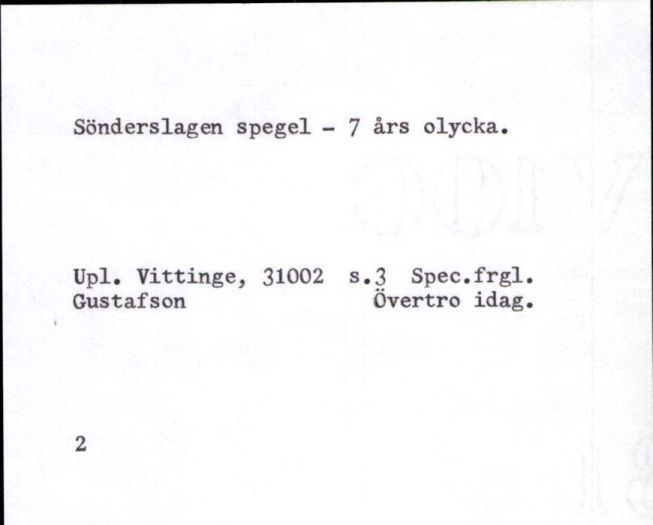 Sönderslagen spegel - 7 års olycka.
Upl. Vittinge, 31002 s.3 Spec.frgl.
Gustafson Övertro idag.
2